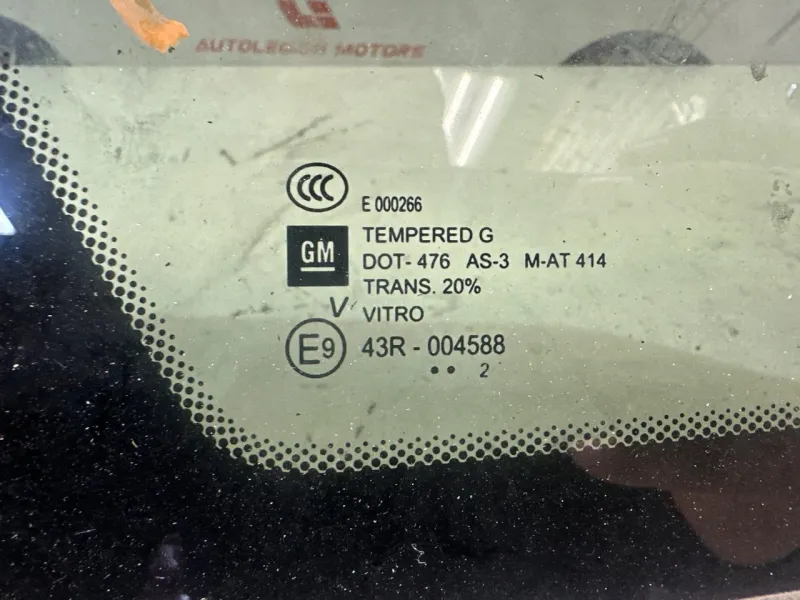 AUTOLEGION MOTORS
CCC
E 000266
GM
TEMPERED G
DOT- 476 AS-3 M-AT 414
TRANS. 20%
V VITRO
E9 43R - 004588
•• 2